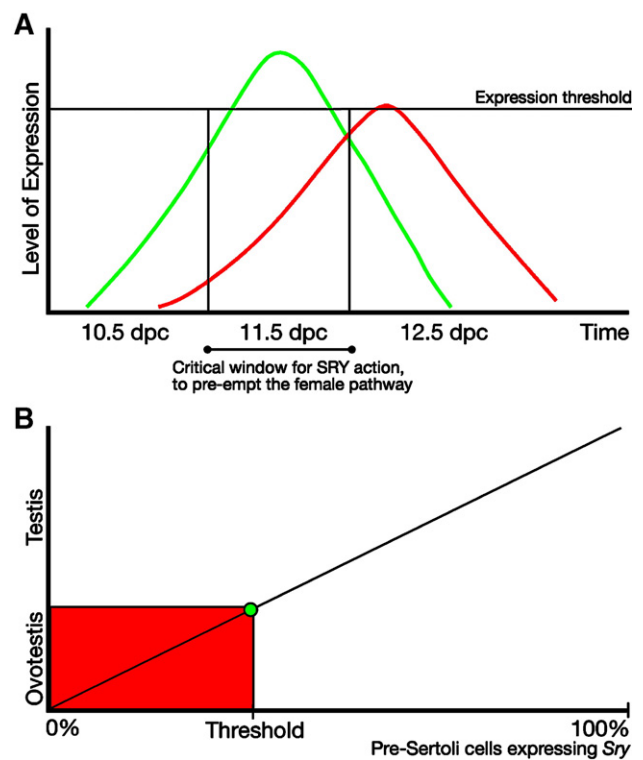 A
Expression threshold
Level of Expression
10.5 dpc 11.5 dpc 12.5 dpc Time
Critical window for SRY action,
to pre-empt the female pathway
B
Testis
Ovotestis
0% Threshold 100%
Pre-Sertoli cells expressing Sry